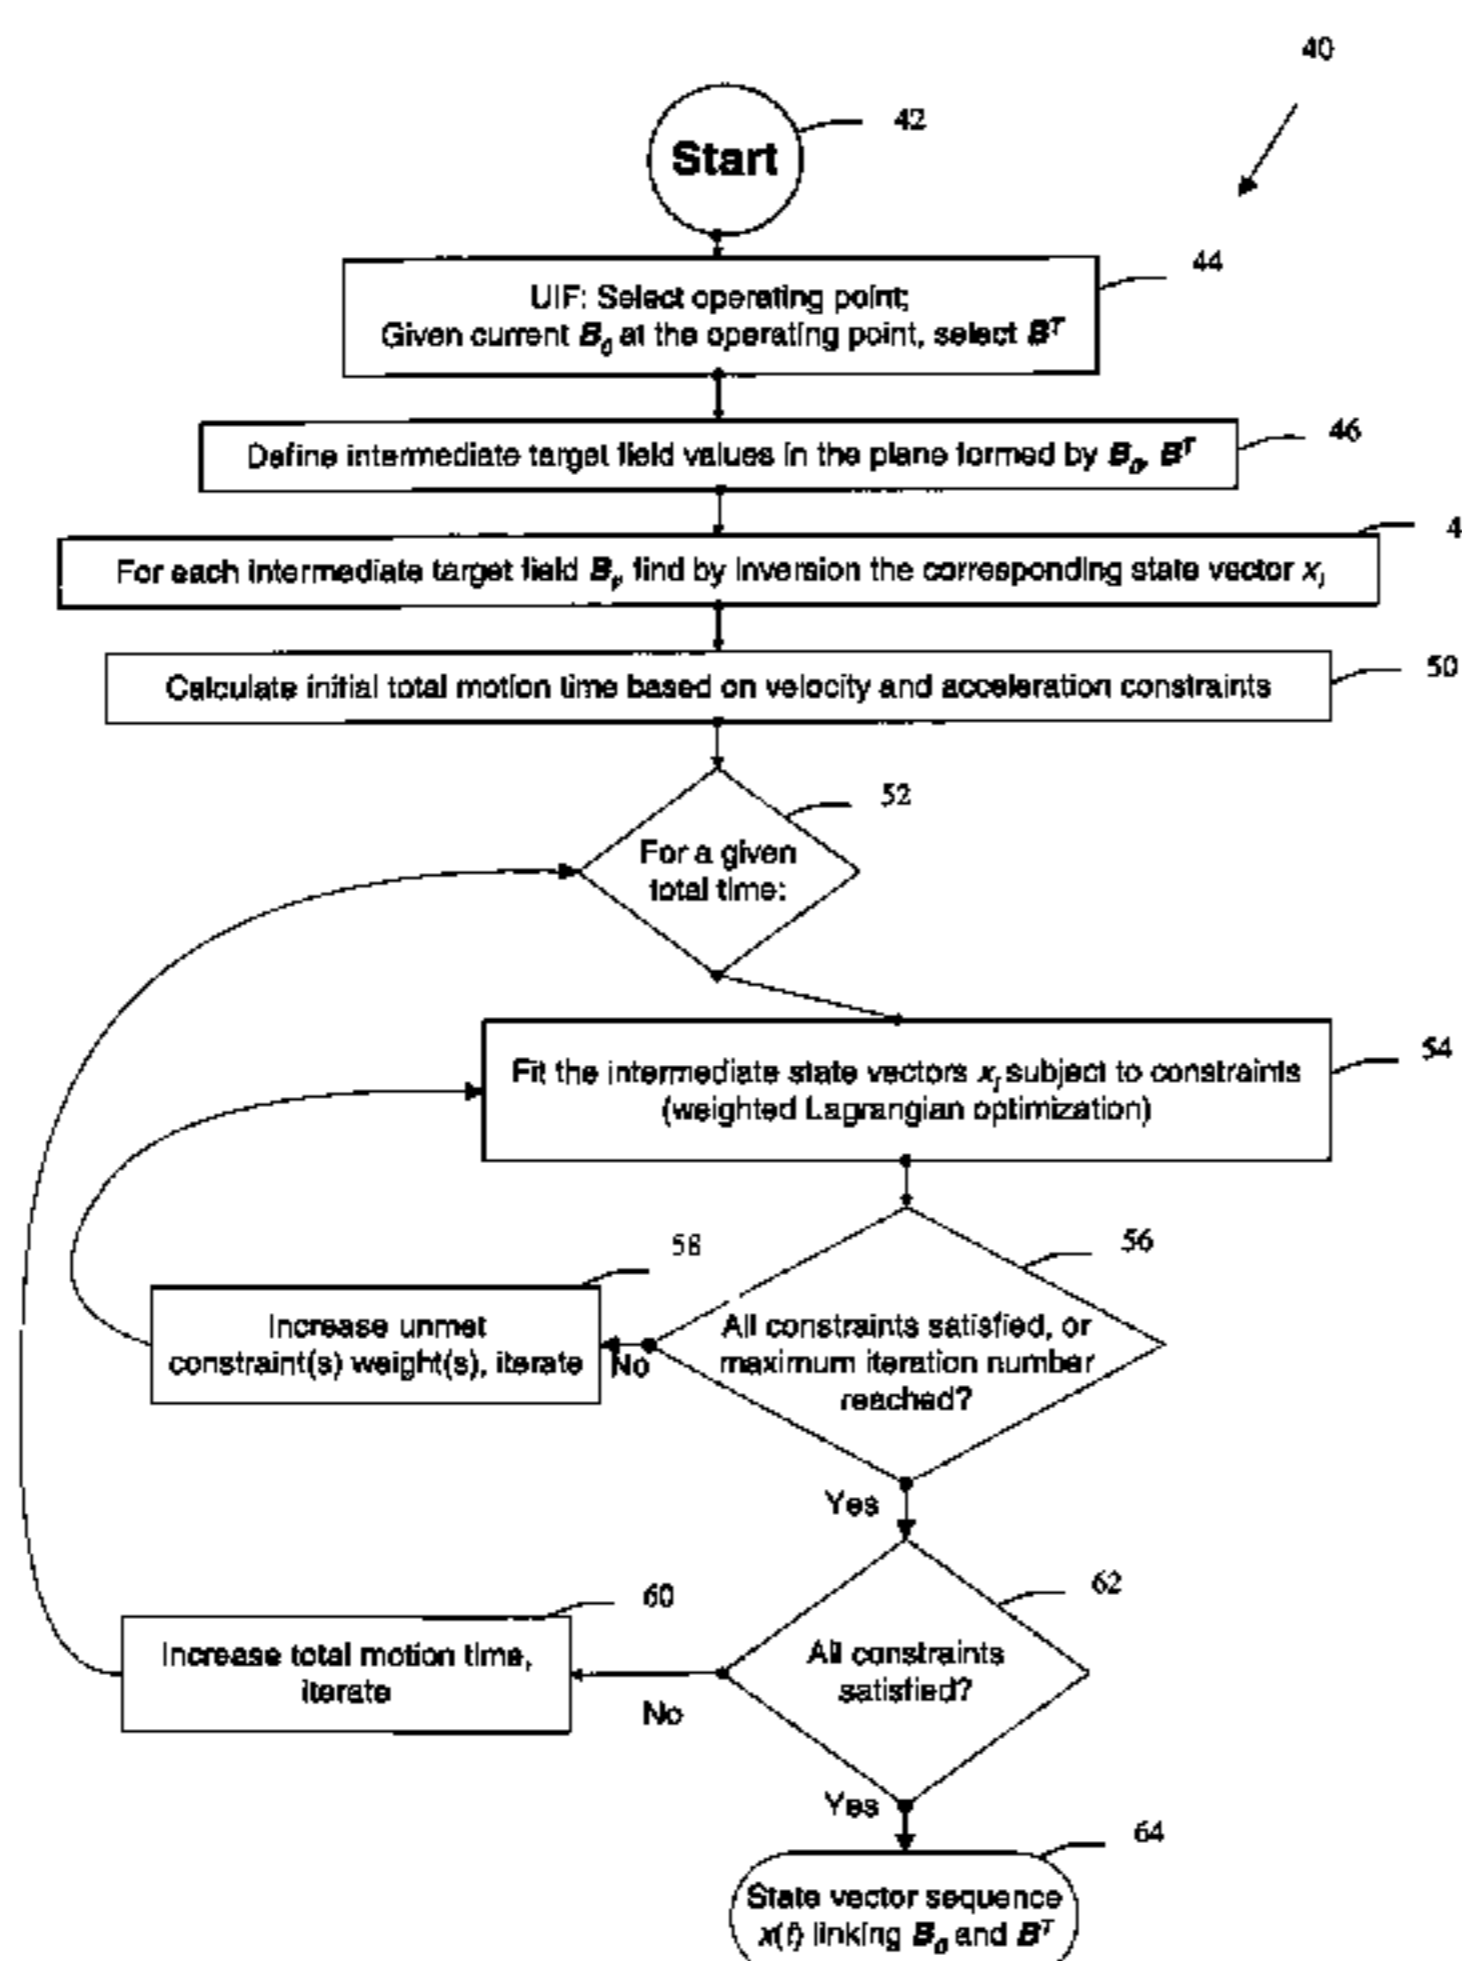 40
42
Start
44
UIF: Select operating point;
Given current B₀ at the operating point, select Bᵀ
46
Define intermediate target field values in the plane formed by B₀, Bᵀ
4
For each intermediate target field Bᵢ, find by inversion the corresponding state vector xᵢ
50
Calculate initial total motion time based on velocity and acceleration constraints
52
For a given
total time:
54
Fit the intermediate state vectors xᵢ subject to constraints
(weighted Lagrangian optimization)
56
58
All constraints satisfied, or
maximum iteration number
reached?
Increase unmet
constraint(s) weight(s), iterate
No
Yes
62
60
All constraints
satisfied?
Increase total motion time,
iterate
No
Yes
64
State vector sequence
x(t) linking B₀ and Bᵀ